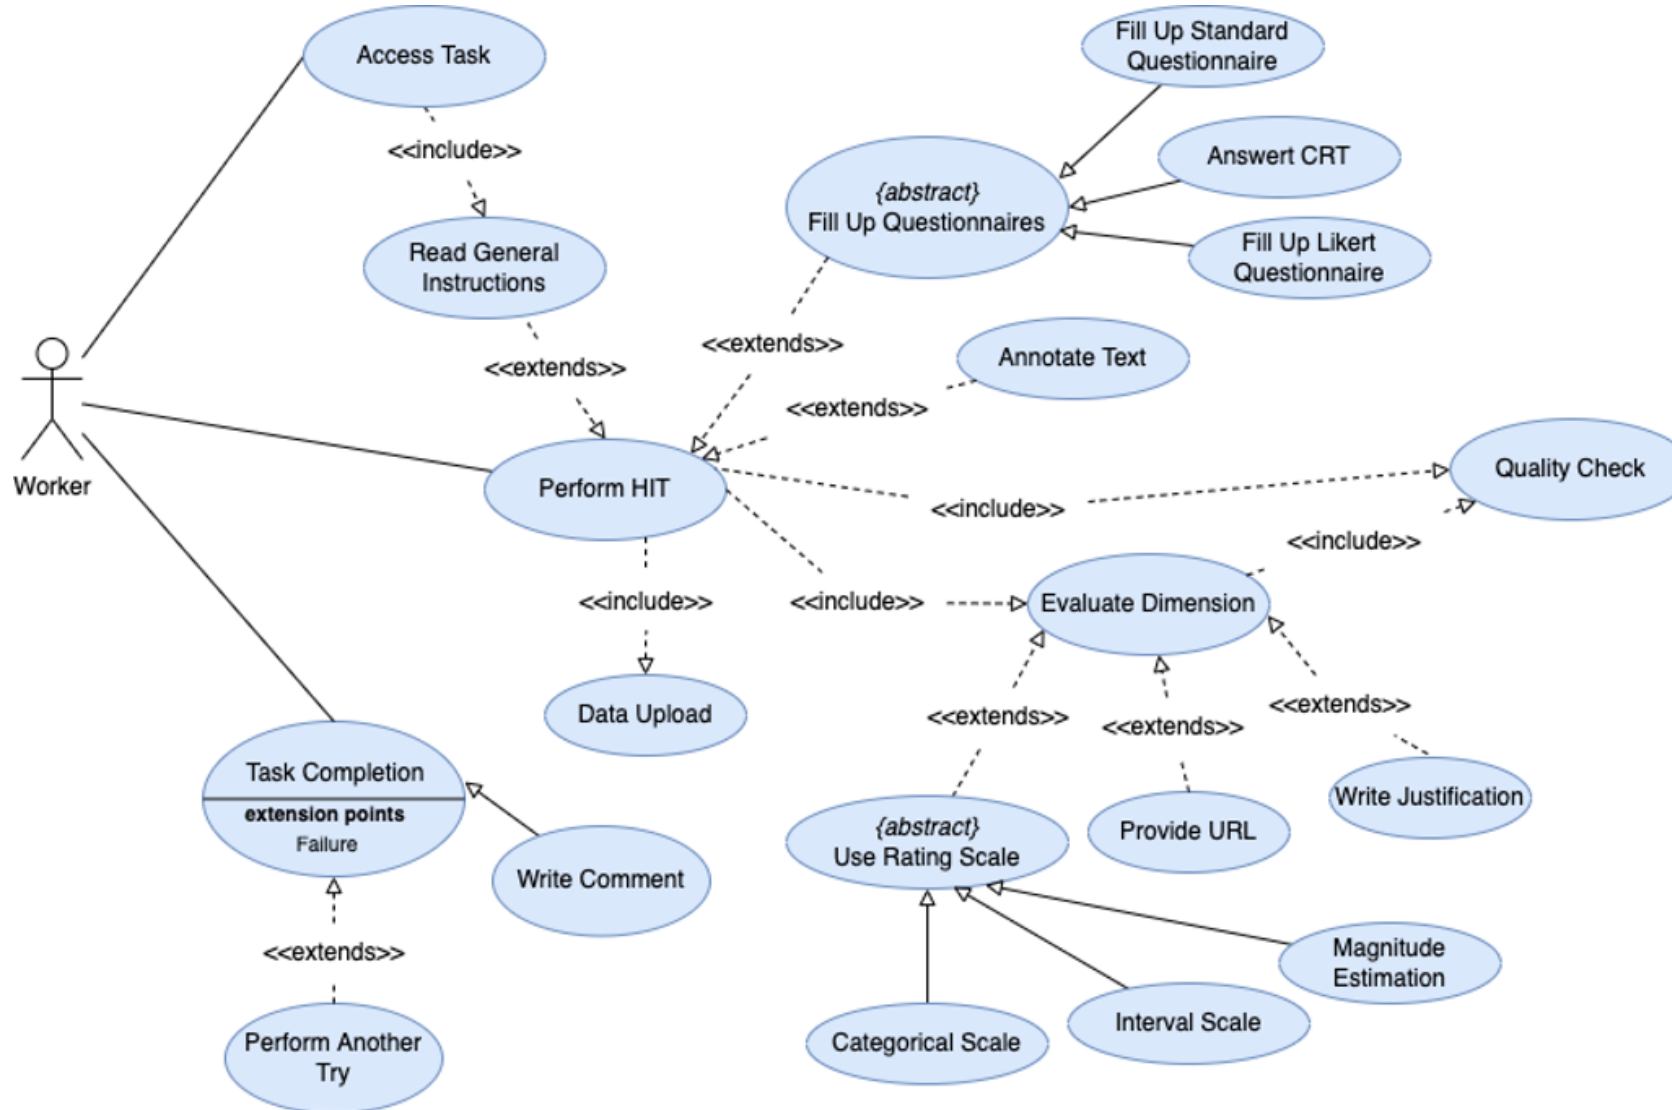 Access Task
<<include>>
Read General
Instructions
<<extends>>
Worker
Perform HIT
<<include>>
Data Upload
Task Completion
extension points
Failure
<<extends>>
Perform Another
Try
Write Comment
Fill Up Standard
Questionnaire
Answert CRT
Fill Up Likert
Questionnaire
{abstract}
Fill Up Questionnaires
<<extends>>
Annotate Text
<<extends>>
Quality Check
<<include>>
<<include>>
<<include>>
Evaluate Dimension
<<extends>>
<<extends>>
<<extends>>
Write Justification
Provide URL
{abstract}
Use Rating Scale
Magnitude
Estimation
Interval Scale
Categorical Scale